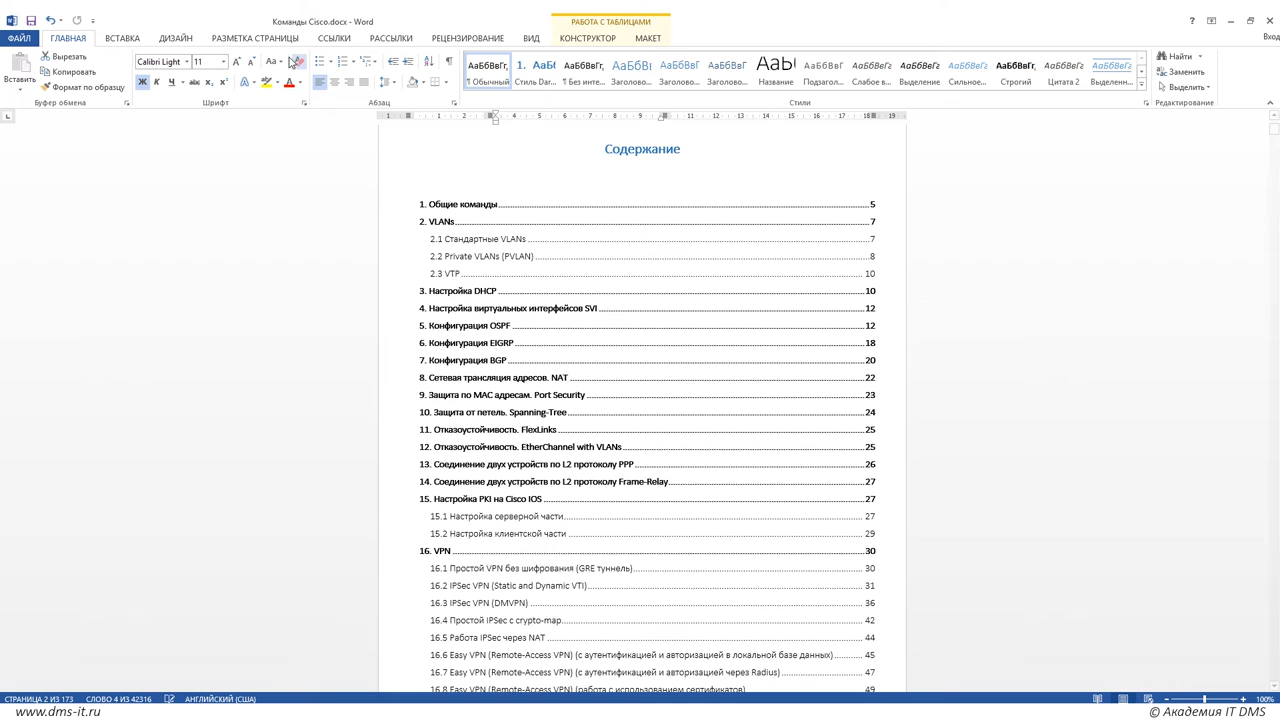 Команды Cisco.docx - Word
РАБОТА С ТАБЛИЦАМИ
ФАЙЛ ГЛАВНАЯ ВСТАВКА ДИЗАЙН РАЗМЕТКА СТРАНИЦЫ ССЫЛКИ РАССЫЛКИ РЕЦЕНЗИРОВАНИЕ ВИД КОНСТРУКТОР МАКЕТ
Вход
Вставить
Вырезать
Копировать
Формат по образцу
Calibri Light 11
Ж К Ч abc x₂ x²
АаБбВвГг, 1. АаБб АаБбВвГг, АаБбВв АаБбВвГ АаБбВвГ АаБ АаБбВвГ АаБбВвГг АаБбВвГг АаБбВвГг АаБбВвГг, АаБбВвГг АаБбВвГг
¶ Обычный ¶ Стиль Dar... ¶ Без инте... Заголово... Заголово... Заголово... Название Подзагол... Слабое в... Выделение Сильное... Строгий Цитата 2 Выделенн...
Найти
Заменить
Выделить
Буфер обмена Шрифт Абзац Стили Редактирование
Содержание
1. Общие команды 5
2. VLANs 7
2.1 Стандартные VLANs 7
2.2 Private VLANs (PVLAN) 8
2.3 VTP 10
3. Настройка DHCP 10
4. Настройка виртуальных интерфейсов SVI 12
5. Конфигурация OSPF 12
6. Конфигурация EIGRP 18
7. Конфигурация BGP 20
8. Сетевая трансляция адресов. NAT 22
9. Защита по MAC адресам. Port Security 23
10. Защита от петель. Spanning-Tree 24
11. Отказоустойчивость. FlexLinks 25
12. Отказоустойчивость. EtherChannel with VLANs 25
13. Соединение двух устройств по L2 протоколу PPP 26
14. Соединение двух устройств по L2 протоколу Frame-Relay 27
15. Настройка PKI на Cisco IOS 27
15.1 Настройка серверной части 27
15.2 Настройка клиентской части 29
16. VPN 30
16.1 Простой VPN без шифрования (GRE туннель) 30
16.2 IPSec VPN (Static and Dynamic VTI) 31
16.3 IPSec VPN (DMVPN) 36
16.4 Простой IPSec с crypto-map 42
16.5 Работа IPSec через NAT 44
16.6 Easy VPN (Remote-Access VPN) (с аутентификацией и авторизацией в локальной базе данных) 45
16.7 Easy VPN (Remote-Access VPN) (с аутентификацией и авторизацией через Radius) 47
16.8 Easy VPN (Remote-Access VPN) (работа с использованием сертификатов) 49
СТРАНИЦА 2 ИЗ 173 СЛОВО 4 ИЗ 42316 АНГЛИЙСКИЙ (США) 100%
www.dms-it.ru © Академия IT DMS